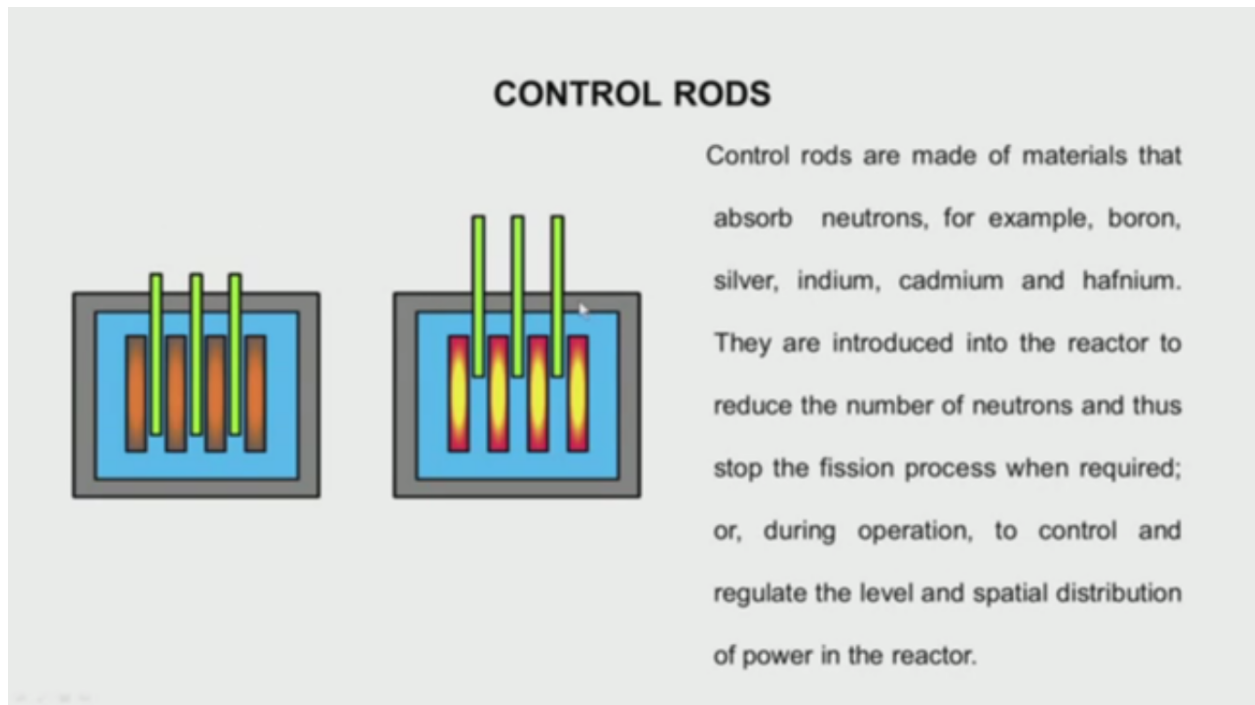 CONTROL RODS
Control rods are made of materials that
absorb neutrons, for example, boron,
silver, indium, cadmium and hafnium.
They are introduced into the reactor to
reduce the number of neutrons and thus
stop the fission process when required;
or, during operation, to control and
regulate the level and spatial distribution
of power in the reactor.